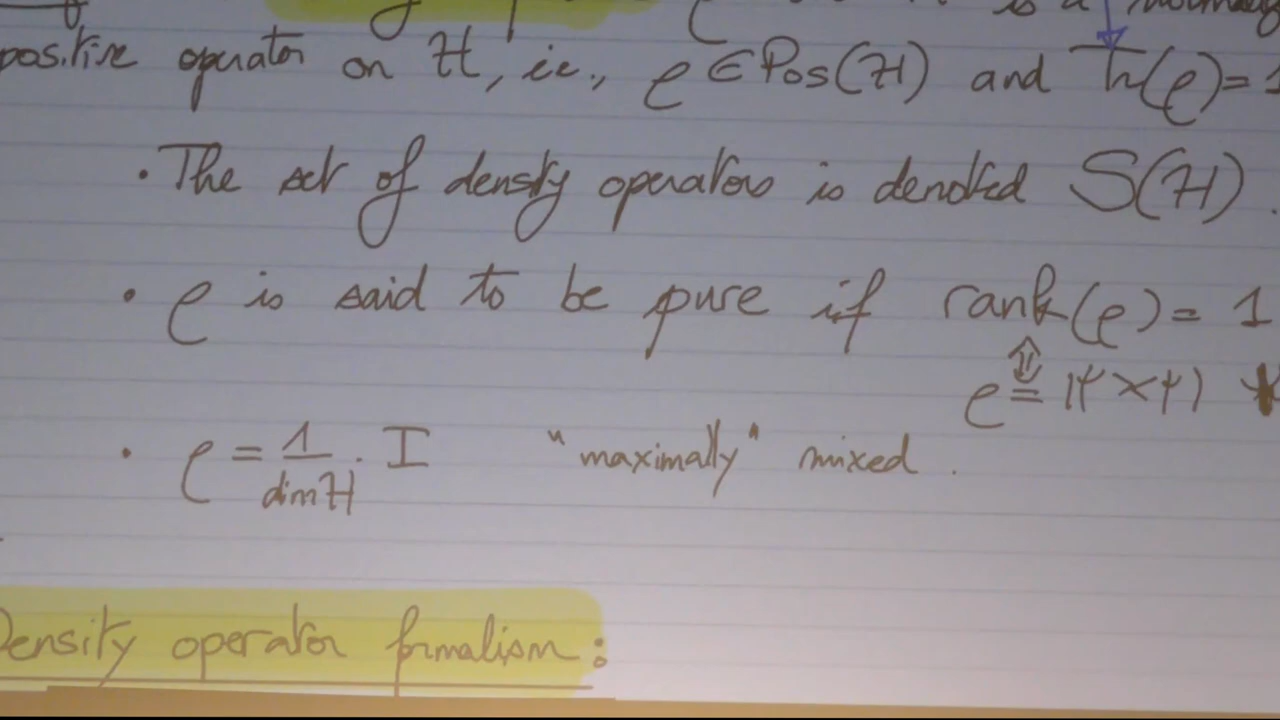 is a
positive operator on H, i.e., ρ ∈ Pos(H) and tr(ρ) = 1
• The set of density operators is denoted S(H).
• ρ is said to be pure if rank(ρ) = 1
⇕
ρ = |ψ><ψ|
• ρ = 1/dim H · I "maximally" mixed.
Density operator formalism: